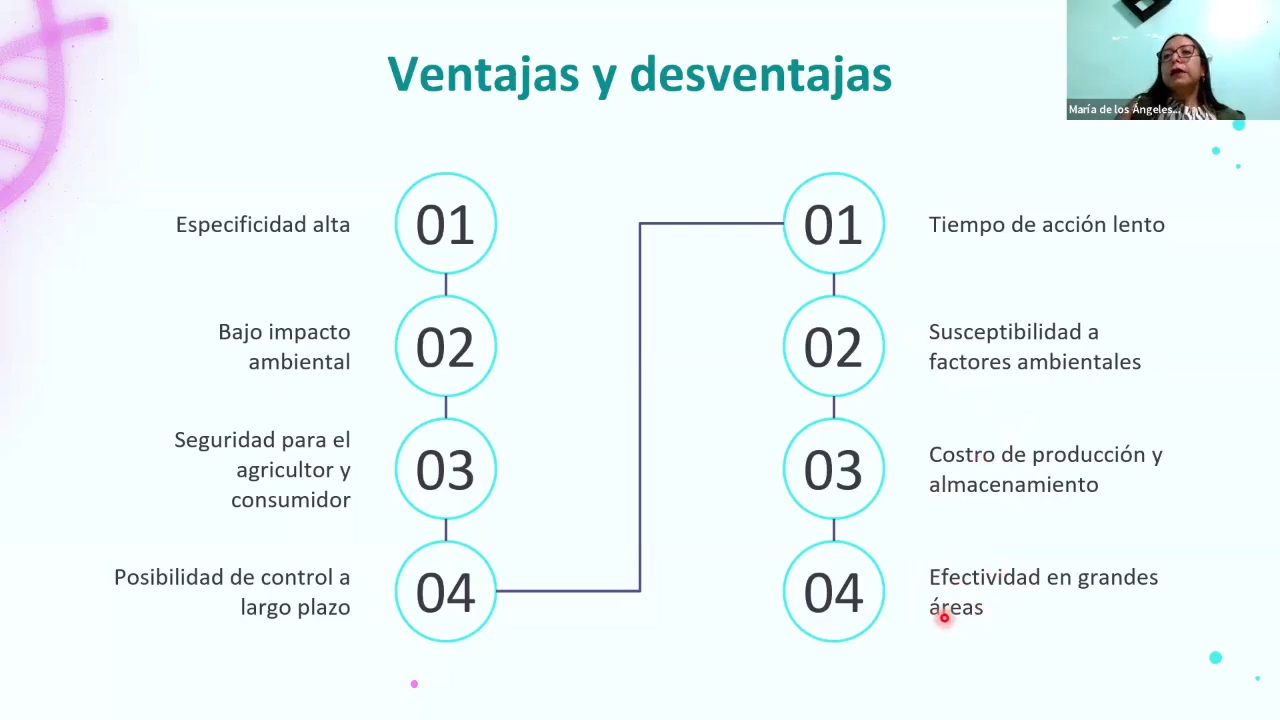 Ventajas y desventajas
María de los Ángeles...
Especificidad alta
01
Bajo impacto
ambiental
02
Seguridad para el
agricultor y
consumidor
03
Posibilidad de control a
largo plazo
04
01
Tiempo de acción lento
02
Susceptibilidad a
factores ambientales
03
Costro de producción y
almacenamiento
04
Efectividad en grandes
áreas